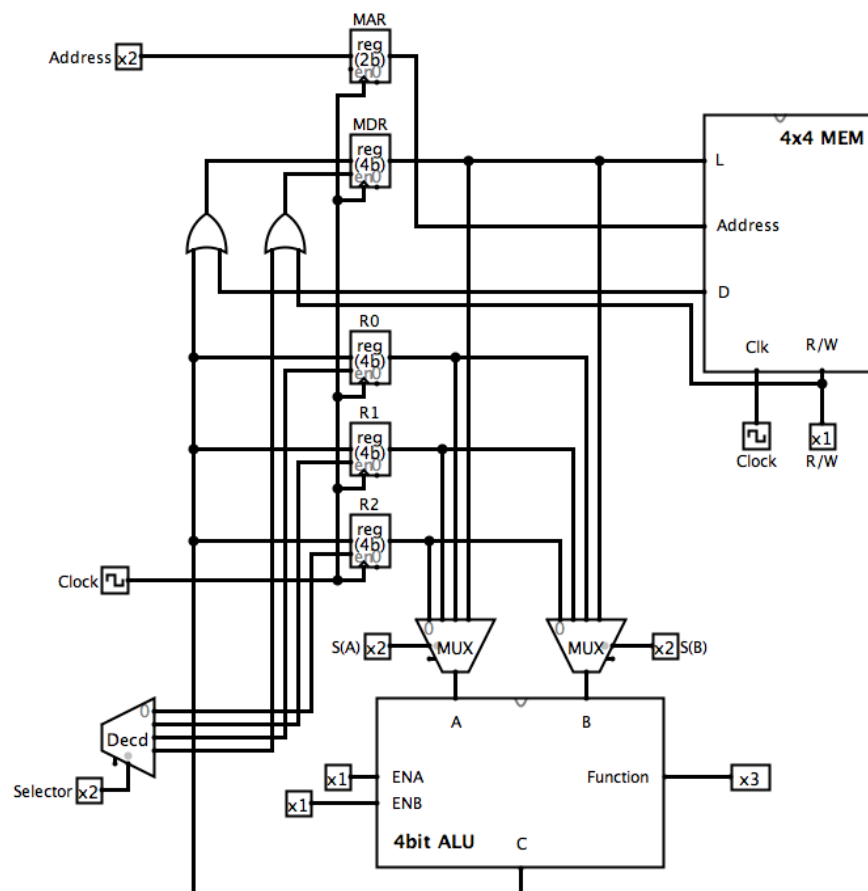 MAR
Address x2
reg
(2b)
en0
MDR
reg
(4b)
en0
4x4 MEM
L
Address
D
Clk R/W
Clock
x1
R/W
R0
reg
(4b)
en0
R1
reg
(4b)
en0
R2
reg
(4b)
en0
Clock
0
MUX
S(A) x2
0
MUX
x2 S(B)
0
Decd
Selector x2
A B
x1 ENA
x1 ENB
Function x3
4bit ALU
C